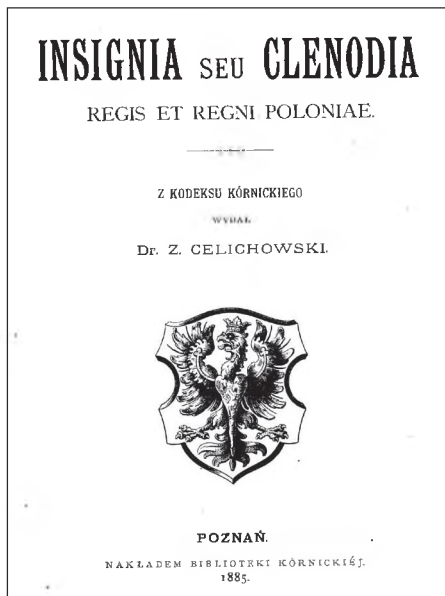 INSIGNIA SEU CLENODIA
REGIS ET REGNI POLONIAE.
Z KODEKSU KÓRNICKIEGO
WYDAŁ
Dr. Z. CELICHOWSKI.
POZNAŃ.
NAKŁADEM BIBLIOTEKI KÓRNICKIÉJ.
1885.